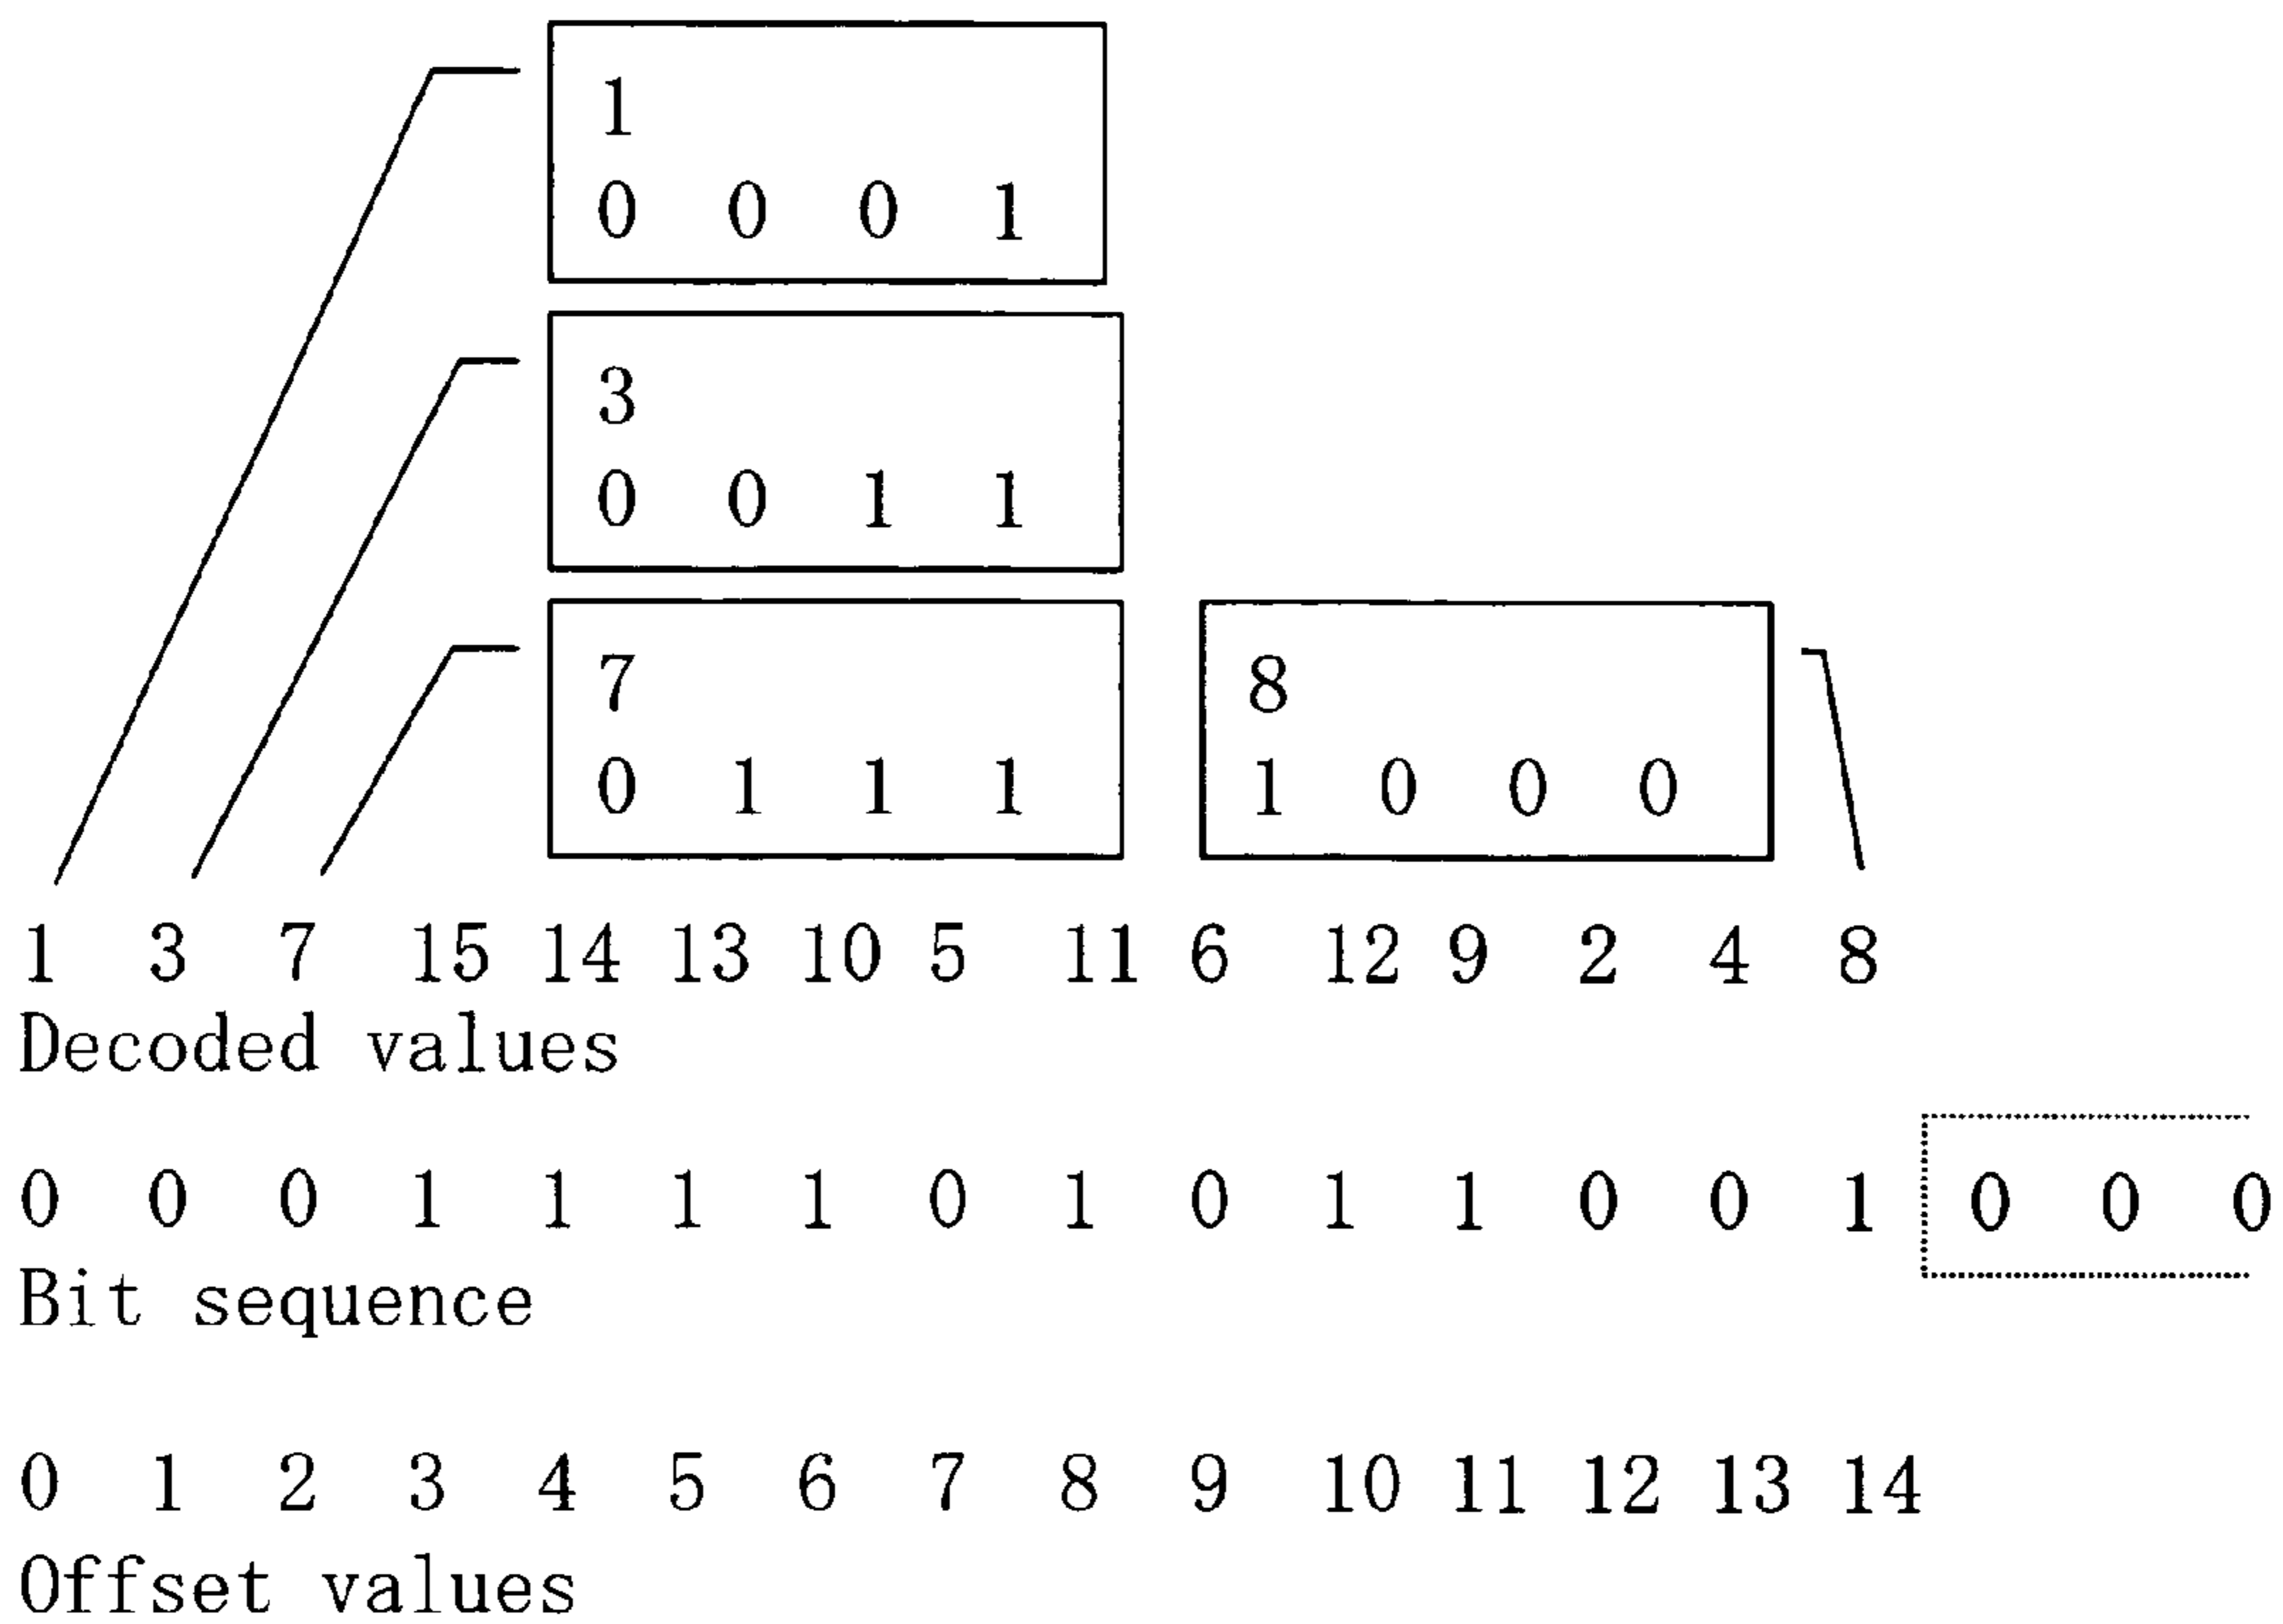 1
0 0 0 1
3
0 0 1 1
7
0 1 1 1
8
1 0 0 0
1 3 7 15 14 13 10 5 11 6 12 9 2 4 8
Decoded values
0 0 0 1 1 1 1 0 1 0 1 1 0 0 1 0 0 0
Bit sequence
0 1 2 3 4 5 6 7 8 9 10 11 12 13 14
Offset values